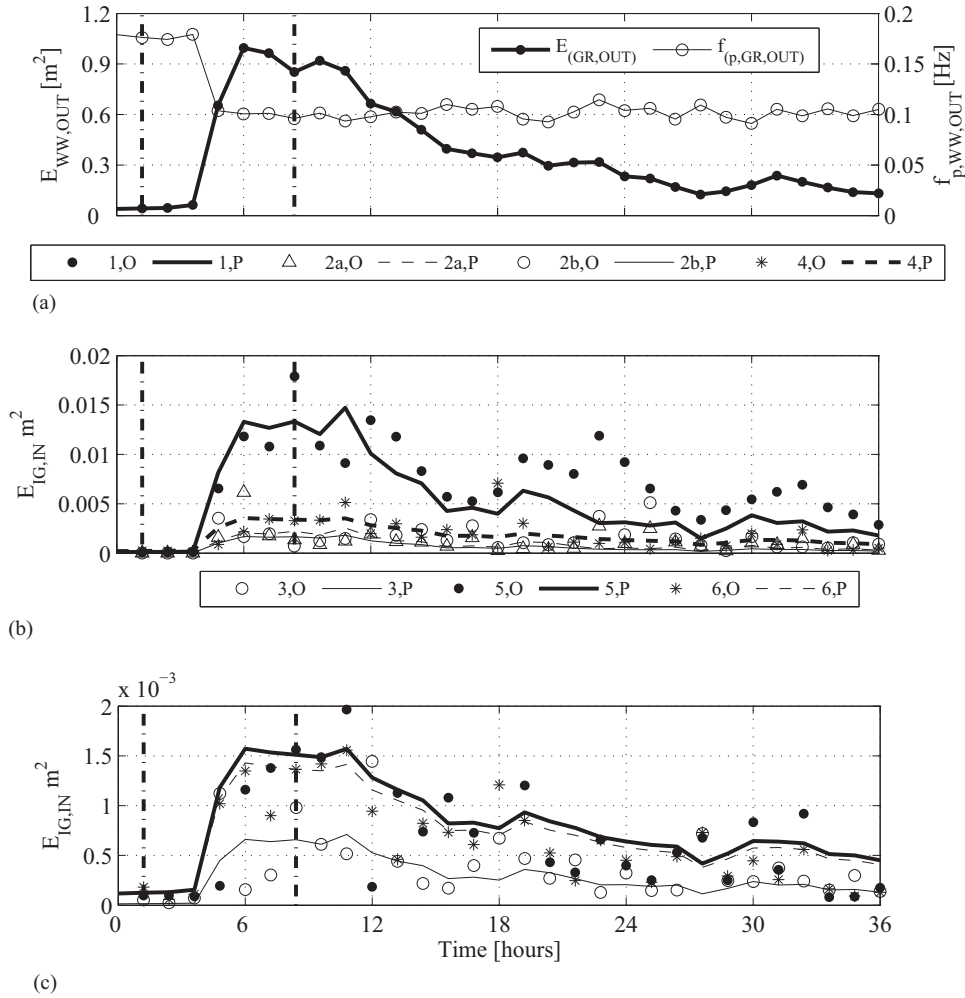 1.2
0.9
0.6
0.3
0
E_WW,OUT [m²]
0.2
0.15
0.1
0.05
0
f_p,WW,OUT [Hz]
E_(GR,OUT) f_(p,GR,OUT)
1,O 1,P 2a,O 2a,P 2b,O 2b,P 4,O 4,P
(a)
0.02
0.015
0.01
0.005
0
E_IG,IN m²
3,O 3,P 5,O 5,P 6,O 6,P
(b)
x 10⁻³
2
1.5
1
0.5
0
E_IG,IN m²
0 6 12 18 24 30 36
Time [hours]
(c)